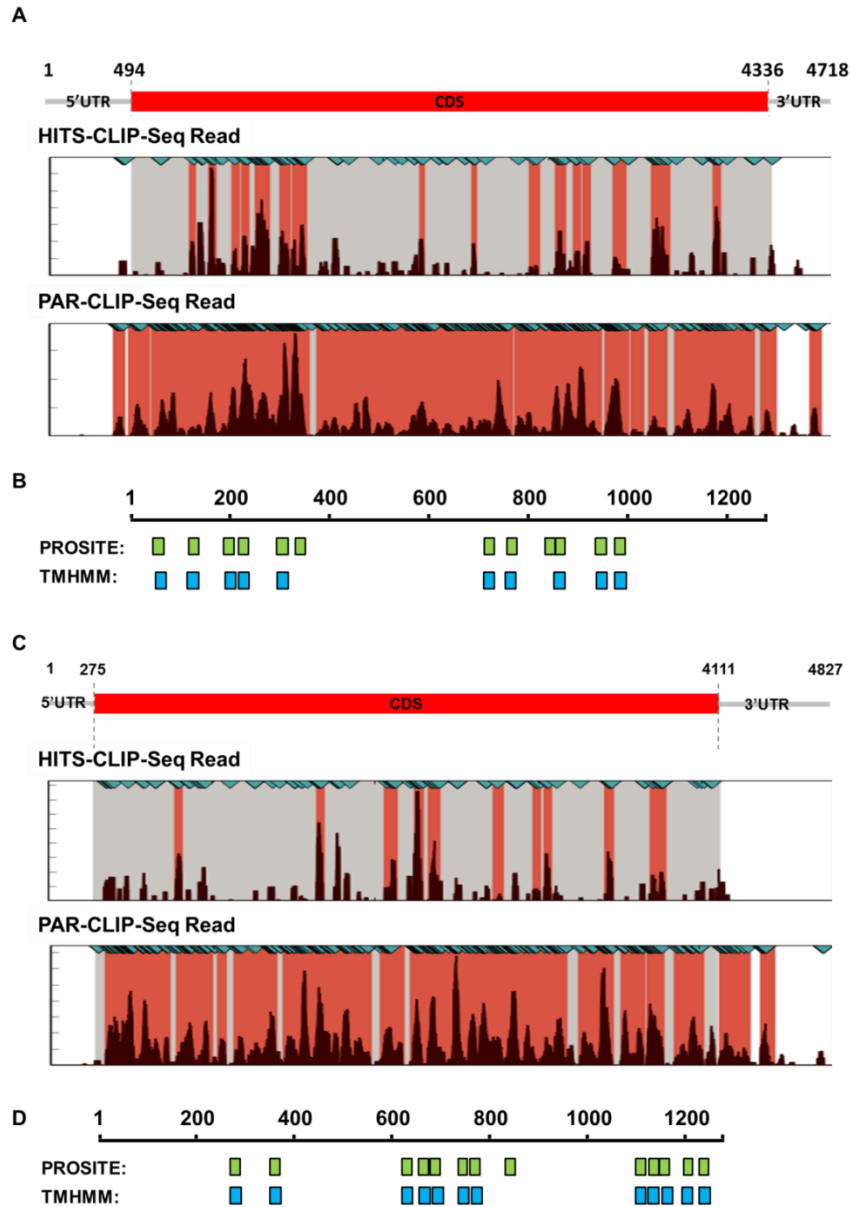 A
1 494 4336 4718
5'UTR CDS 3'UTR
HITS-CLIP-Seq Read
PAR-CLIP-Seq Read
B
1 200 400 600 800 1000 1200
PROSITE:
TMHMM:
C
1 275 4111 4827
5'UTR CDS 3'UTR
HITS-CLIP-Seq Read
PAR-CLIP-Seq Read
D
1 200 400 600 800 1000 1200
PROSITE:
TMHMM: